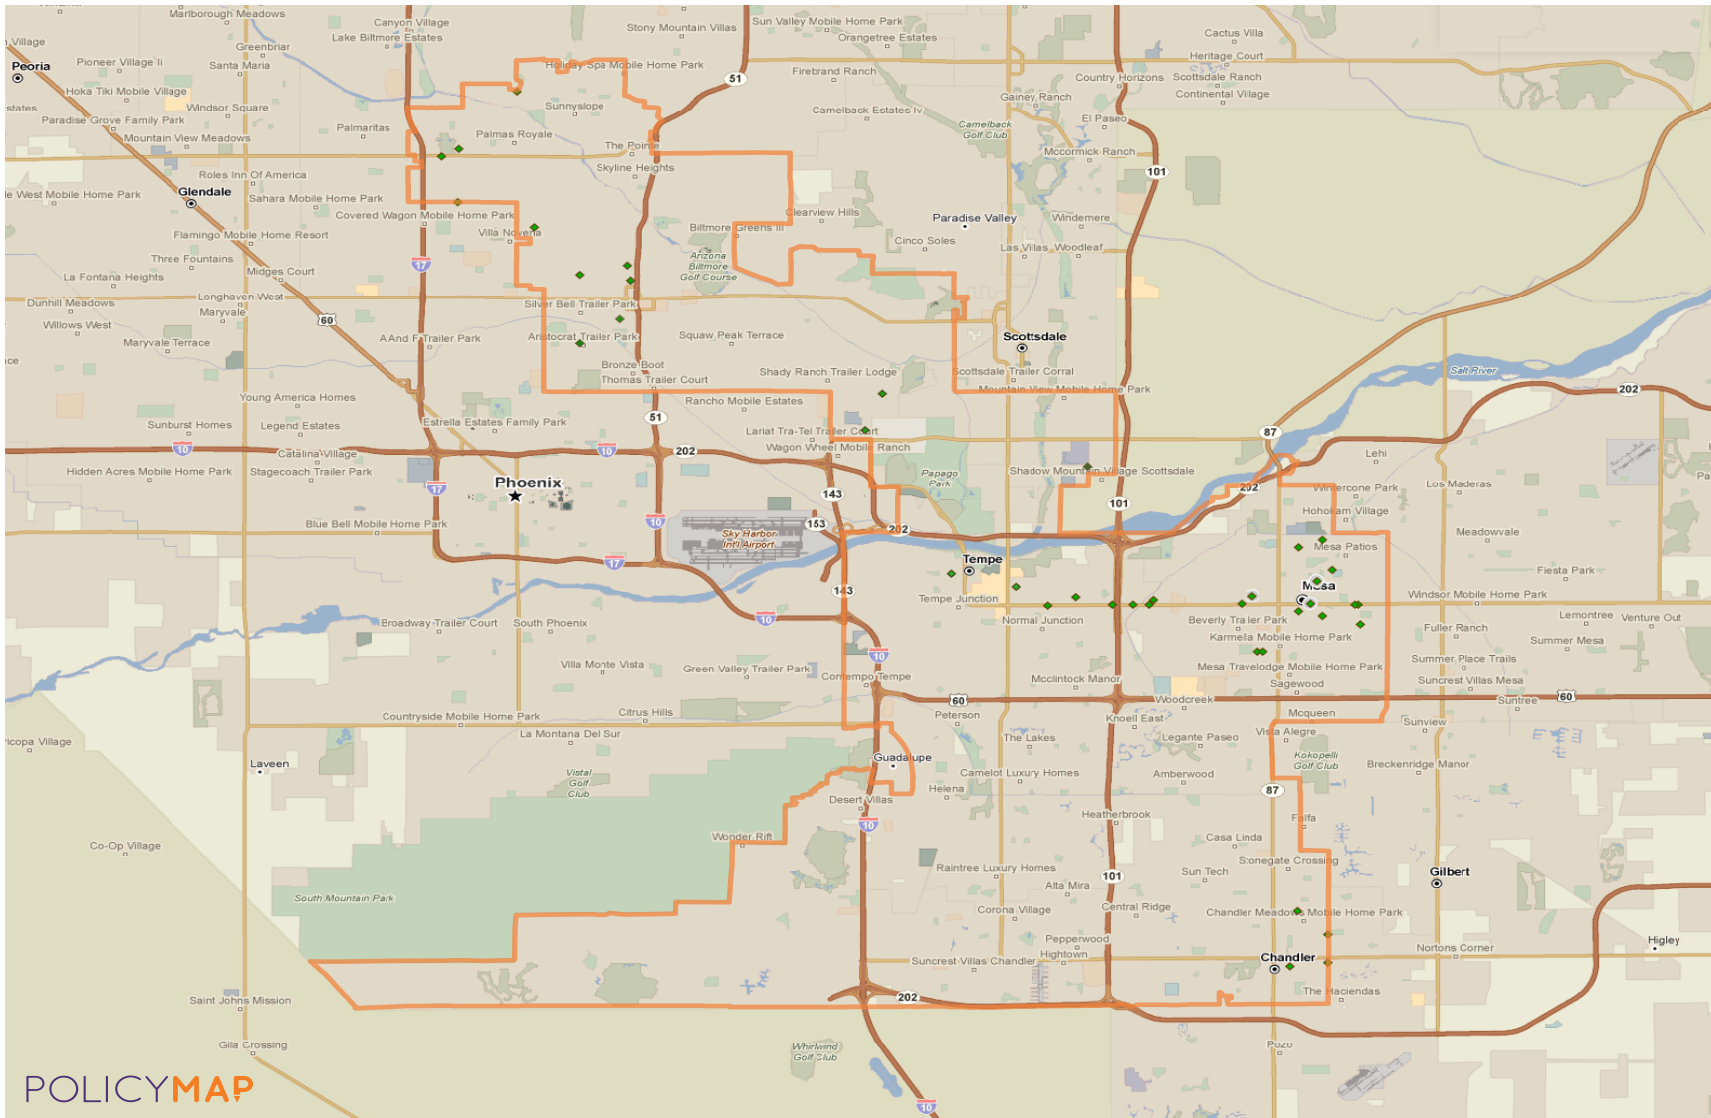 Marlborough Meadows
Canyon Village
Lake Biltmore Estates
Stony Mountain Villas
Sun Valley Mobile Home Park
Orangetree Estates
Cactus Villa
Village
Greenbriar
Heritage Court
Peoria
Pioneer Village Ii
Santa Maria
Holiday Spa Mobile Home Park
51
Firebrand Ranch
Country Horizons
Scottsdale Ranch
Continental Village
Hoka Tiki Mobile Village
Windsor Square
Sunnyslope
Gainey Ranch
Camelback Estates Iv
El Paseo
Paradise Grove Family Park
Palmaritas
Palmas Royale
Camelback
Golf Club
Mountain View Meadows
The Pointe
Mccormick Ranch
Skyline Heights
101
Roles Inn Of America
Glendale
le West Mobile Home Park
Sahara Mobile Home Park
Covered Wagon Mobile Home Park
Clearview Hills
Paradise Valley
Windemere
Flamingo Mobile Home Resort
Villa Novena
Biltmore Greens Iii
Cinco Soles
Las Villas
Woodleaf
Three Fountains
17
Arizona
Biltmore
Golf Course
La Fontana Heights
Midges Court
Dunhill Meadows
Longhaven West
Maryvale
Silver Bell Trailer Park
Willows West
60
Maryvale Terrace
AAnd F Trailer Park
Aristocrat Trailer Park
Squaw Peak Terrace
Scottsdale
Bronze Boot
Thomas Trailer Court
Shady Ranch Trailer Lodge
Scottsdale Trailer Corral
Salt River
Mountain View Mobile Home Park
202
Young America Homes
Rancho Mobile Estates
51
Sunburst Homes
Legend Estates
Estrella Estates Family Park
Lariat Tra-Tel Trailer Court
87
10
Catalina Village
10
202
Wagon Wheel Mobile Ranch
Lehi
Hidden Acres Mobile Home Park
Stagecoach Trailer Park
Papago
Park
Shadow Mountain Village Scottsdale
Phoenix
17
143
202
Wintercone Park
Los Maderas
101
Hohokam Village
Blue Bell Mobile Home Park
10
153
202
Sky Harbor
Int'l Airport
Meadowvale
Mesa Patios
17
Tempe
Fiesta Park
143
Tempe Junction
Mesa
Windsor Mobile Home Park
Broadway Trailer Court
South Phoenix
10
Normal Junction
Beverly Trailer Park
Lemontree
Venture Out
Karmella Mobile Home Park
Fuller Ranch
Summer Mesa
10
Villa Monte Vista
Green Valley Trailer Park
Contempo Tempe
Mcclintock Manor
Mesa Travelodge Mobile Home Park
Summer Place Trails
Sagewood
Suncrest Villas Mesa
60
Woodcreek
60
Suntree
Countryside Mobile Home Park
Citrus Hills
Peterson
Knoell East
Mcqueen
Sunview
La Montana Del Sur
The Lakes
Legante Paseo
Vista Alegre
ricopa Village
Laveen
Guadalupe
Kokopelli
Golf Club
Breckenridge Manor
Vistal
Golf
Club
Camelot Luxury Homes
Amberwood
Helena
87
Desert Villas
Heatherbrook
Falfa
10
Wonder Rift
Casa Linda
Co-Op Village
Stonegate Crossing
Raintree Luxury Homes
101
Sun Tech
Gilbert
Alta Mira
South Mountain Park
Corona Village
Central Ridge
Chandler Meadows Mobile Home Park
Pepperwood
Hightown
Nortons Corner
Higley
Suncrest Villas Chandler
Chandler
Saint Johns Mission
202
The Haciendas
Gila Crossing
Whirlwind
Golf Club
10
POLICYMAP